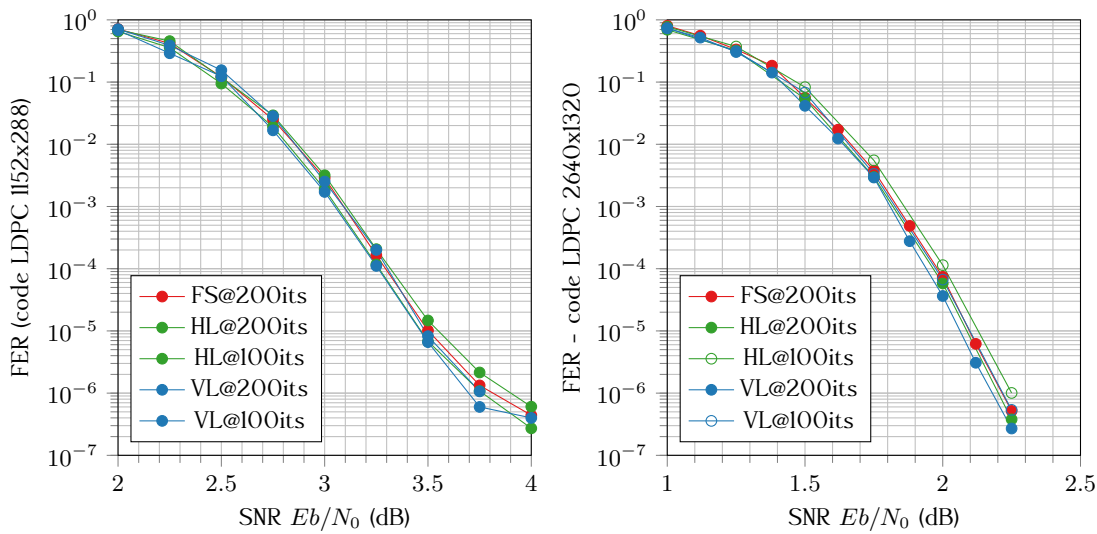 10^0
10^-1
10^-2
10^-3
10^-4
10^-5
10^-6
10^-7
FER (code LDPC 1152x288)
FS@200its
HL@200its
HL@100its
VL@200its
VL@100its
2 2.5 3 3.5 4
SNR Eb/N_0 (dB)
10^0
10^-1
10^-2
10^-3
10^-4
10^-5
10^-6
10^-7
FER - code LDPC 2640x1320
FS@200its
HL@200its
HL@100its
VL@200its
VL@100its
1 1.5 2 2.5
SNR Eb/N_0 (dB)